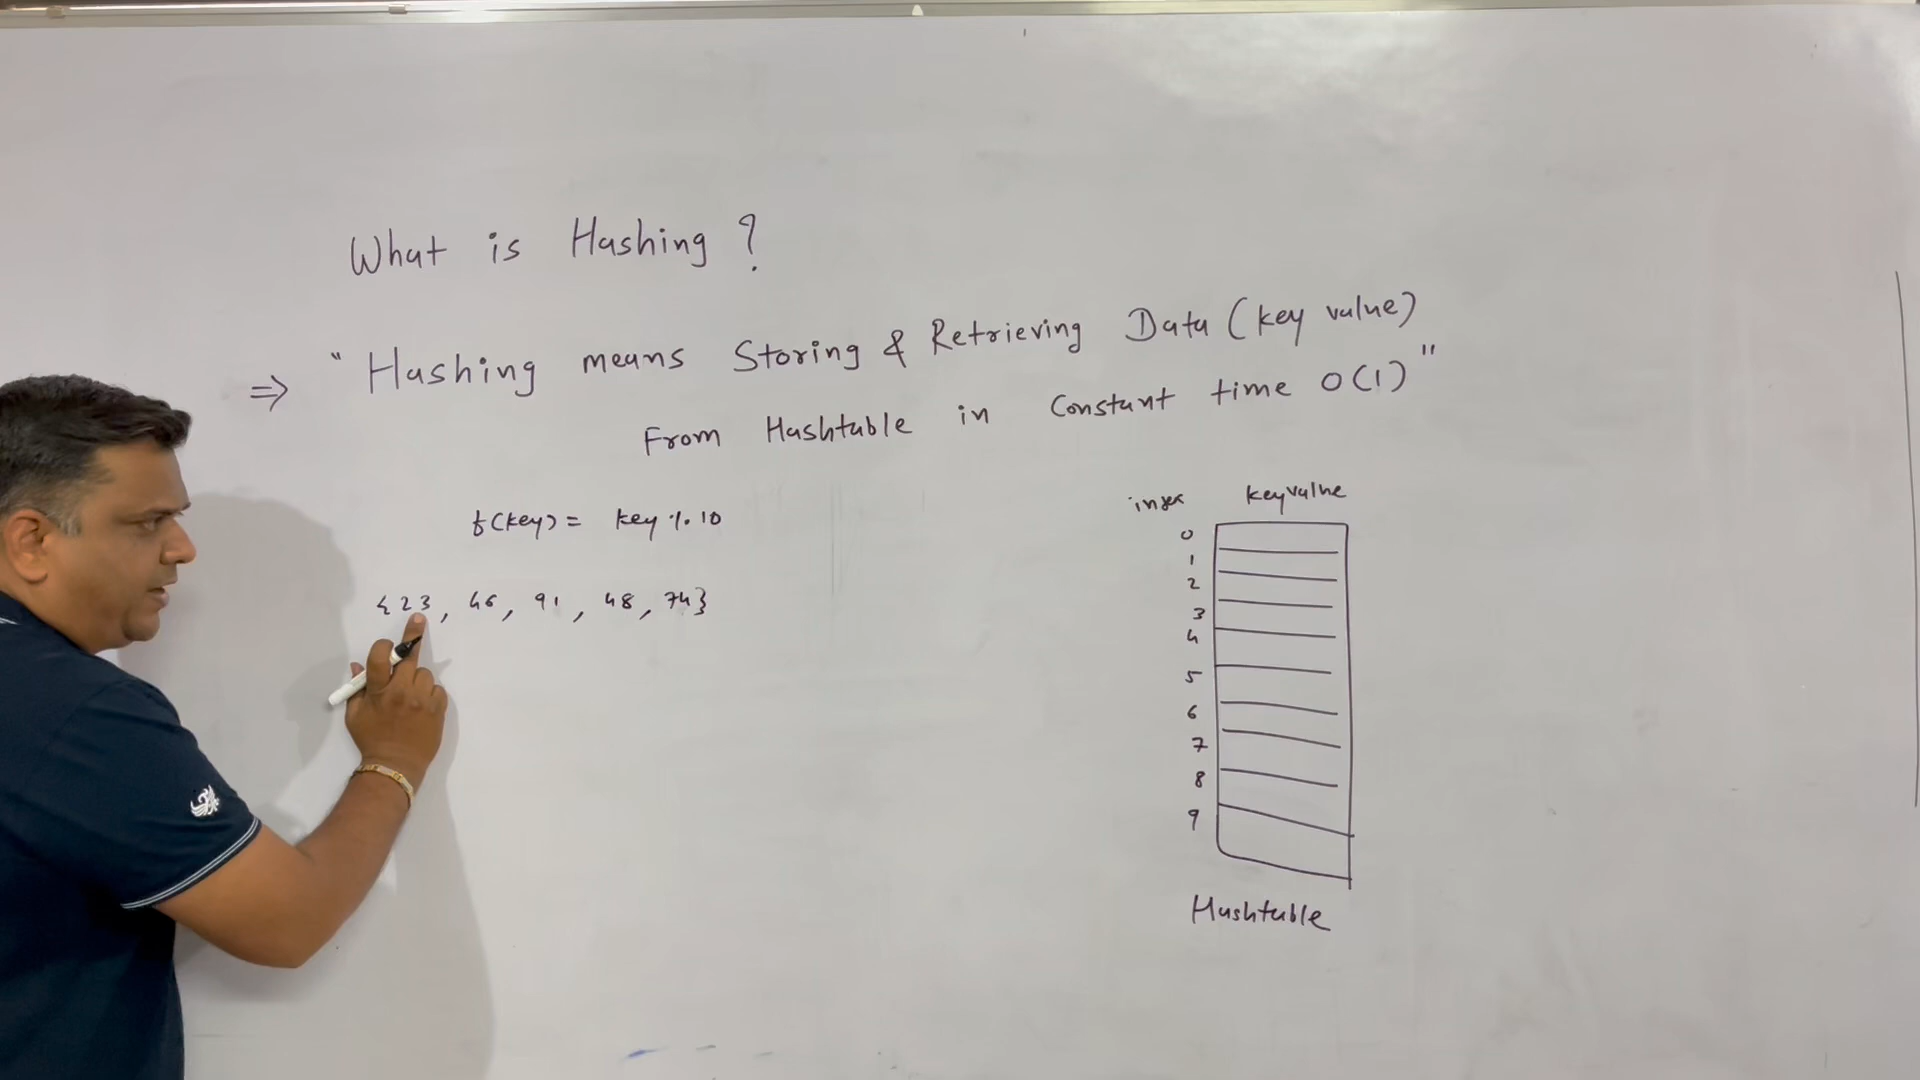 What is Hashing ?
⇒ " Hashing means Storing & Retrieving Data (key value)
From Hashtable in Constant time O(1) "
f(key) = key % 10
{23, 46, 91, 48, 74}
index keyvalue
0
1
2
3
4
5
6
7
8
9
Hashtable